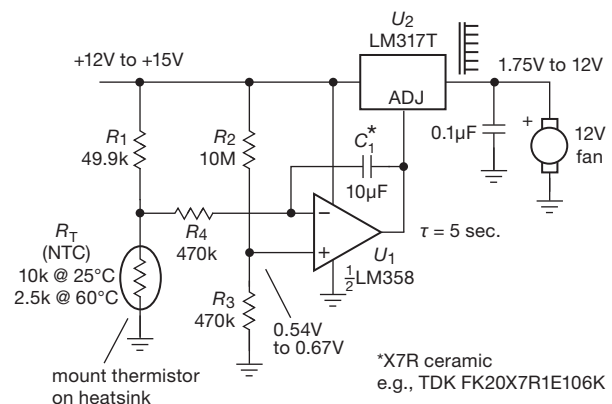 U2
LM317T
+12V to +15V
1.75V to 12V
ADJ
R1
49.9k
R2
10M
C1*
10µF
0.1µF
+
12V
fan
RT
(NTC)
10k @ 25°C
2.5k @ 60°C
R4
470k
−
+
U1
½LM358
τ = 5 sec.
R3
470k
0.54V
to 0.67V
mount thermistor
on heatsink
*X7R ceramic
e.g., TDK FK20X7R1E106K